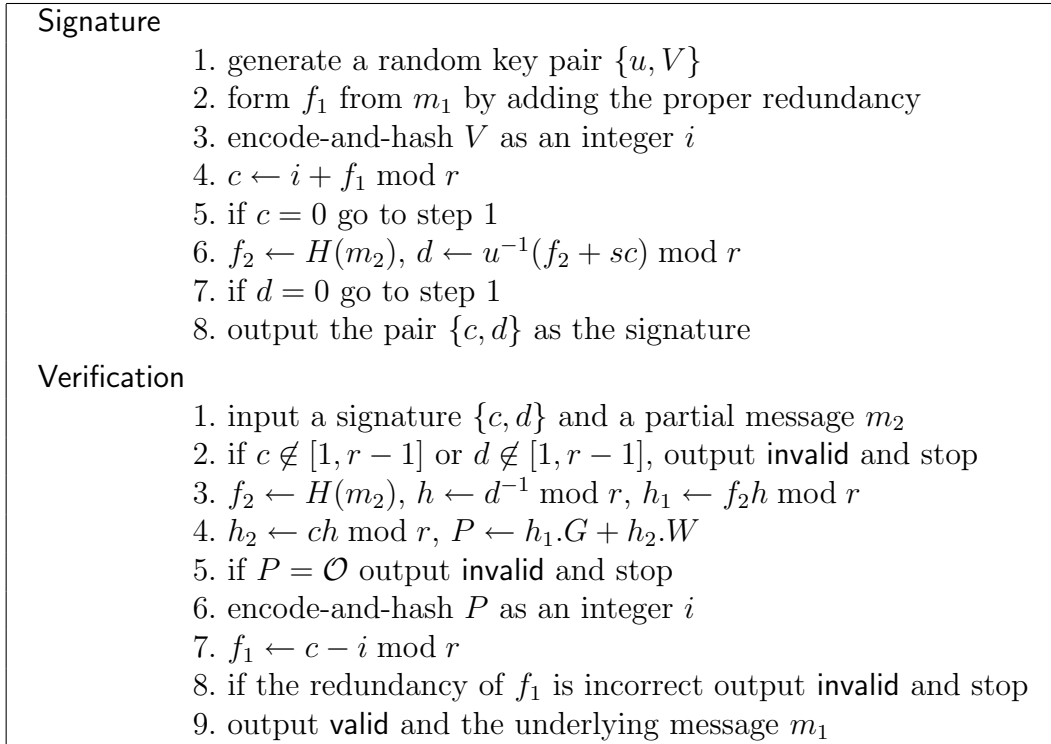 Signature
1. generate a random key pair {u, V}
2. form f₁ from m₁ by adding the proper redundancy
3. encode-and-hash V as an integer i
4. c ← i + f₁ mod r
5. if c = 0 go to step 1
6. f₂ ← H(m₂), d ← u⁻¹(f₂ + sc) mod r
7. if d = 0 go to step 1
8. output the pair {c, d} as the signature
Verification
1. input a signature {c, d} and a partial message m₂
2. if c ∉ [1, r − 1] or d ∉ [1, r − 1], output invalid and stop
3. f₂ ← H(m₂), h ← d⁻¹ mod r, h₁ ← f₂h mod r
4. h₂ ← ch mod r, P ← h₁.G + h₂.W
5. if P = 𝒪 output invalid and stop
6. encode-and-hash P as an integer i
7. f₁ ← c − i mod r
8. if the redundancy of f₁ is incorrect output invalid and stop
9. output valid and the underlying message m₁